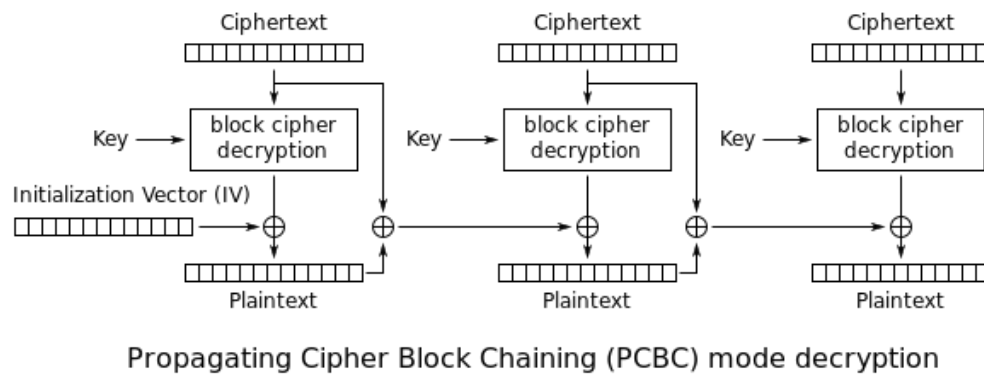 Ciphertext
Ciphertext
Ciphertext
Key
block cipher
decryption
Key
block cipher
decryption
Key
block cipher
decryption
Initialization Vector (IV)
Plaintext
Plaintext
Plaintext
Propagating Cipher Block Chaining (PCBC) mode decryption